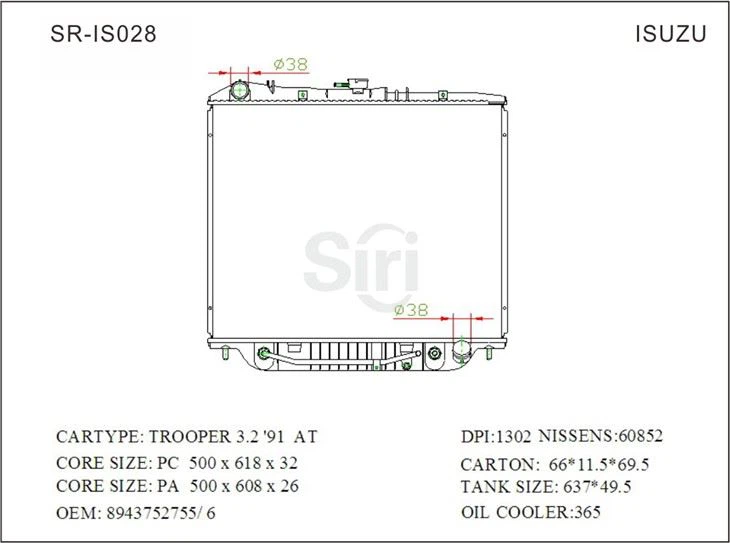 SR-IS028 ISUZU
Ø38
Siri
Ø38
CARTYPE: TROOPER 3.2 '91 AT DPI:1302 NISSENS:60852
CORE SIZE: PC 500 x 618 x 32 CARTON: 66*11.5*69.5
CORE SIZE: PA 500 x 608 x 26 TANK SIZE: 637*49.5
OEM: 8943752755/ 6 OIL COOLER:365